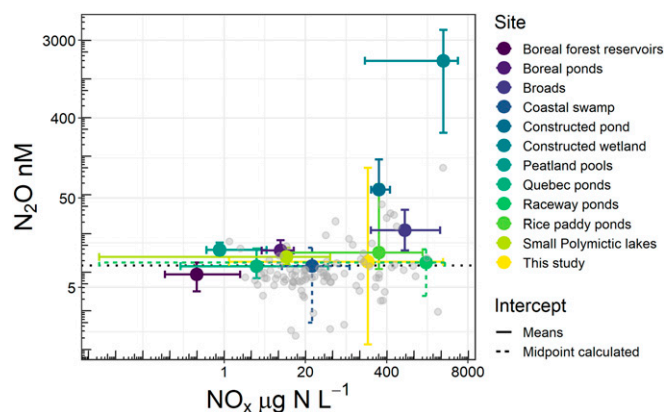 3000
400
50
5
N₂O nM
1
20
400
8000
NOₓ µg N L⁻¹
Site
Boreal forest reservoirs
Boreal ponds
Broads
Coastal swamp
Constructed pond
Constructed wetland
Peatland pools
Quebec ponds
Raceway ponds
Rice paddy ponds
Small Polymictic lakes
This study
Intercept
Means
Midpoint calculated